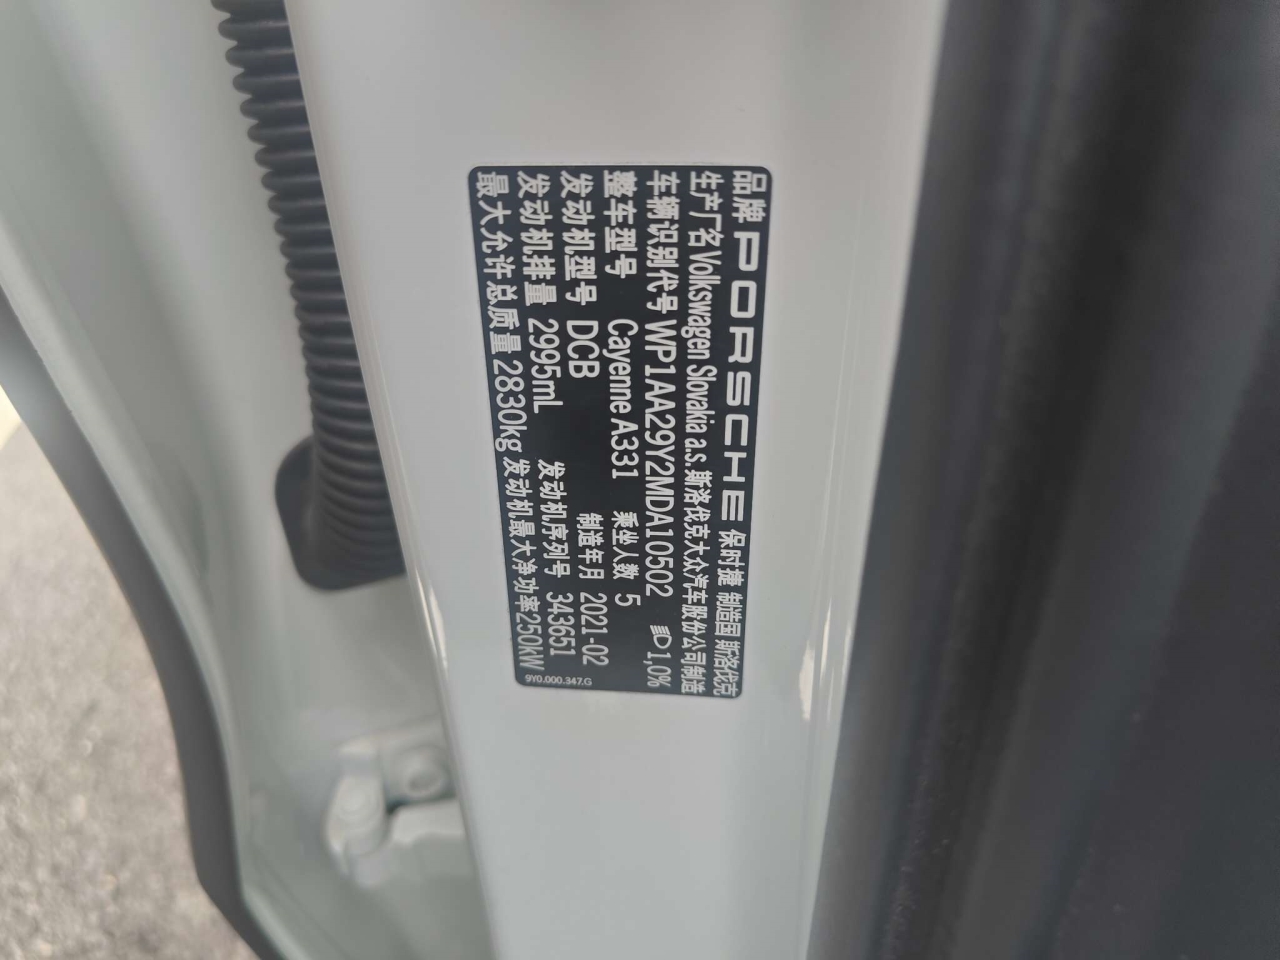 品牌 PORSCHE 保时捷 制造国 斯洛伐克
生产厂名 Volkswagen Slovakia a.s.斯洛伐克大众汽车股份公司制造
车辆识别代号 WP1AA29Y2MDA10502 1,0%
整车型号 Cayenne A331 乘坐人数 5
发动机型号 DCB 制造年月 2021-02
发动机排量 2995mL 发动机序列号 343651
最大允许总质量 2830kg 发动机最大净功率250kW
9Y0.000.347.G